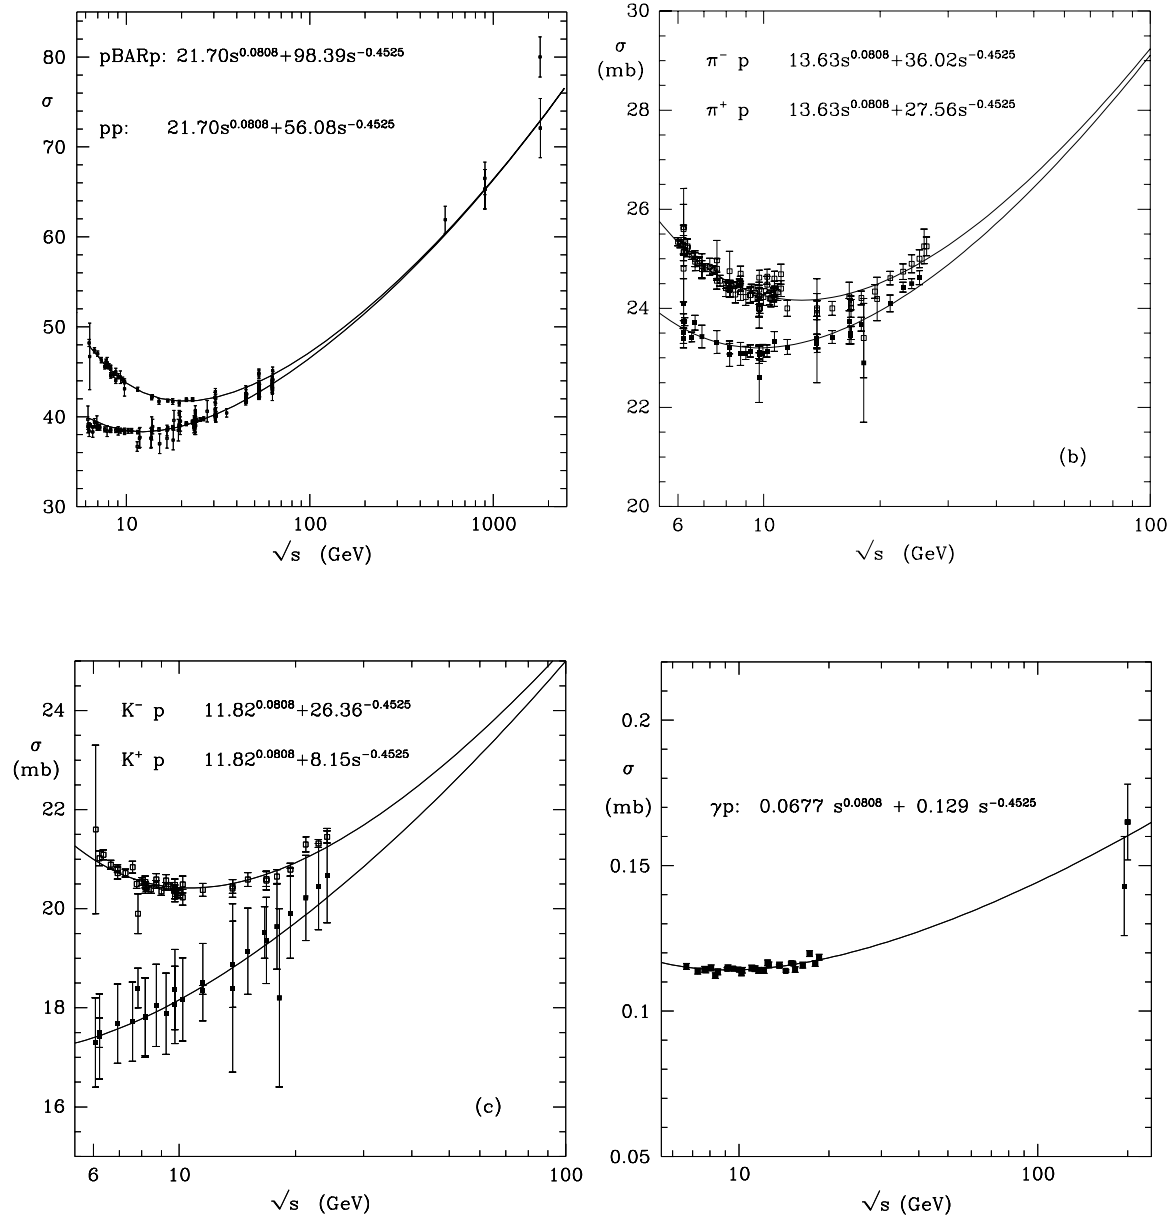 80
70
60
50
40
30
σ
pBARp: 21.70s^0.0808+98.39s^−0.4525
pp: 21.70s^0.0808+56.08s^−0.4525
10 100 1000
√s (GeV)
30
28
26
24
22
20
σ
(mb)
π⁻ p 13.63s^0.0808+36.02s^−0.4525
π⁺ p 13.63s^0.0808+27.56s^−0.4525
(b)
6 10 100
√s (GeV)
24
22
20
18
16
σ
(mb)
K⁻ p 11.82^0.0808+26.36^−0.4525
K⁺ p 11.82^0.0808+8.15s^−0.4525
(c)
6 10 100
√s (GeV)
0.2
0.15
0.1
0.05
σ
(mb)
γp: 0.0677 s^0.0808 + 0.129 s^−0.4525
10 100
√s (GeV)